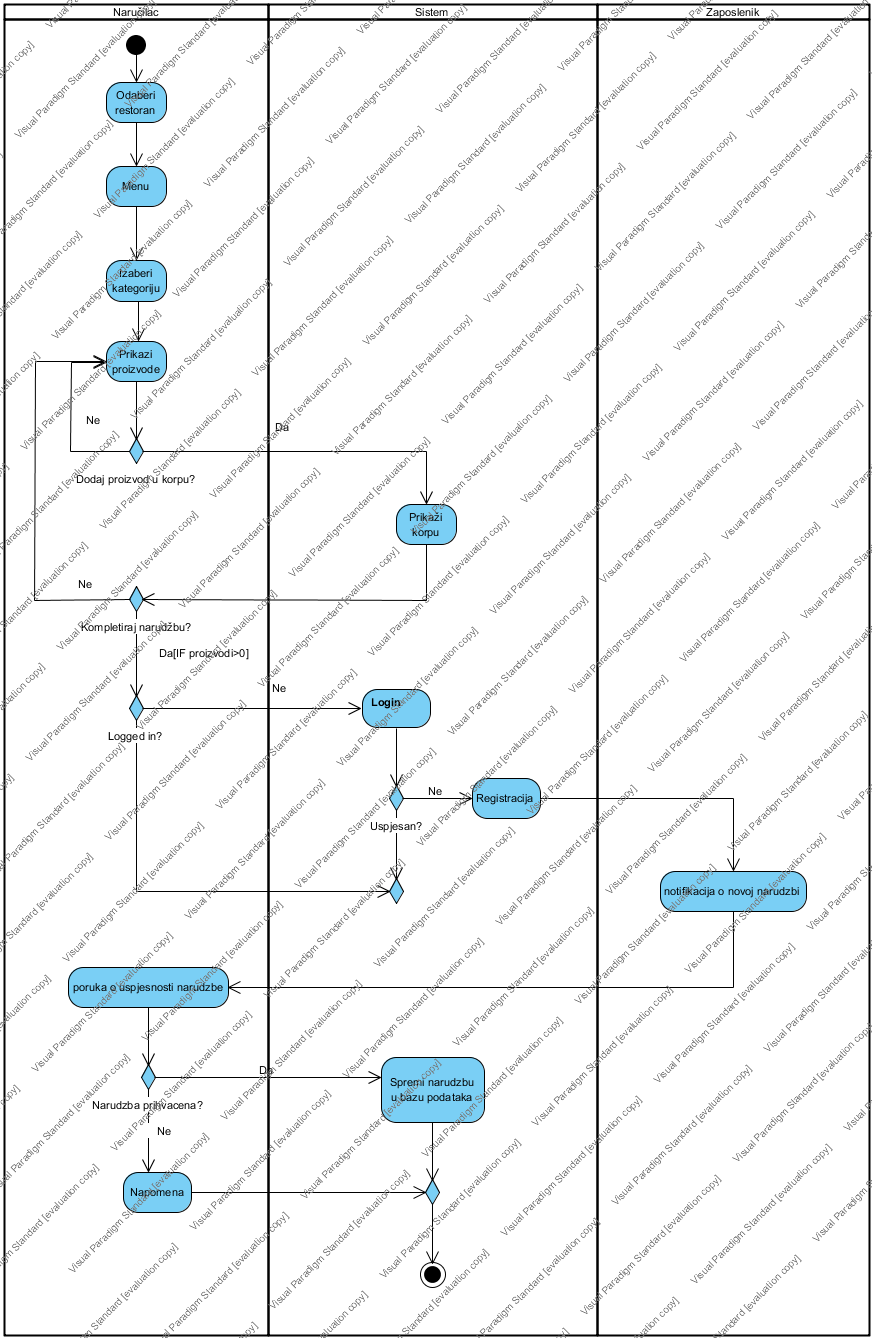 Naručilac
Sistem
Zaposlenik
Odaberi
restoran
Menu
Izaberi
kategoriju
Prikazi
proizvode
Ne
Da
Dodaj proizvod u korpu?
Prikaži
korpu
Ne
Kompletiraj narudžbu?
Da[IF proizvodi>0]
Ne
Login
Logged in?
Ne
Registracija
Uspjesan?
notifikacija o novoj narudzbi
poruka o uspjesnosti narudzbe
Da
Spremi narudzbu
u bazu podataka
Narudzba prihvacena?
Ne
Napomena
Visual Paradigm Standard [evaluation copy]